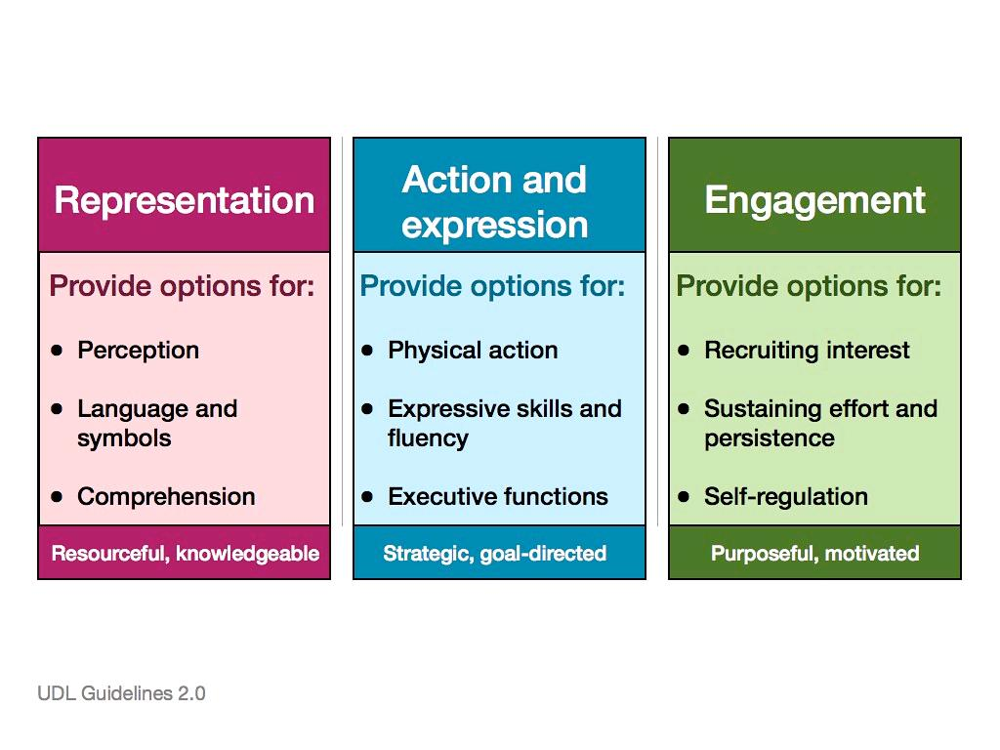 Representation
Provide options for:
● Perception
● Language and
symbols
● Comprehension
Resourceful, knowledgeable
Action and
expression
Provide options for:
● Physical action
● Expressive skills and
fluency
● Executive functions
Strategic, goal-directed
Engagement
Provide options for:
● Recruiting interest
● Sustaining effort and
persistence
● Self-regulation
Purposeful, motivated
UDL Guidelines 2.0